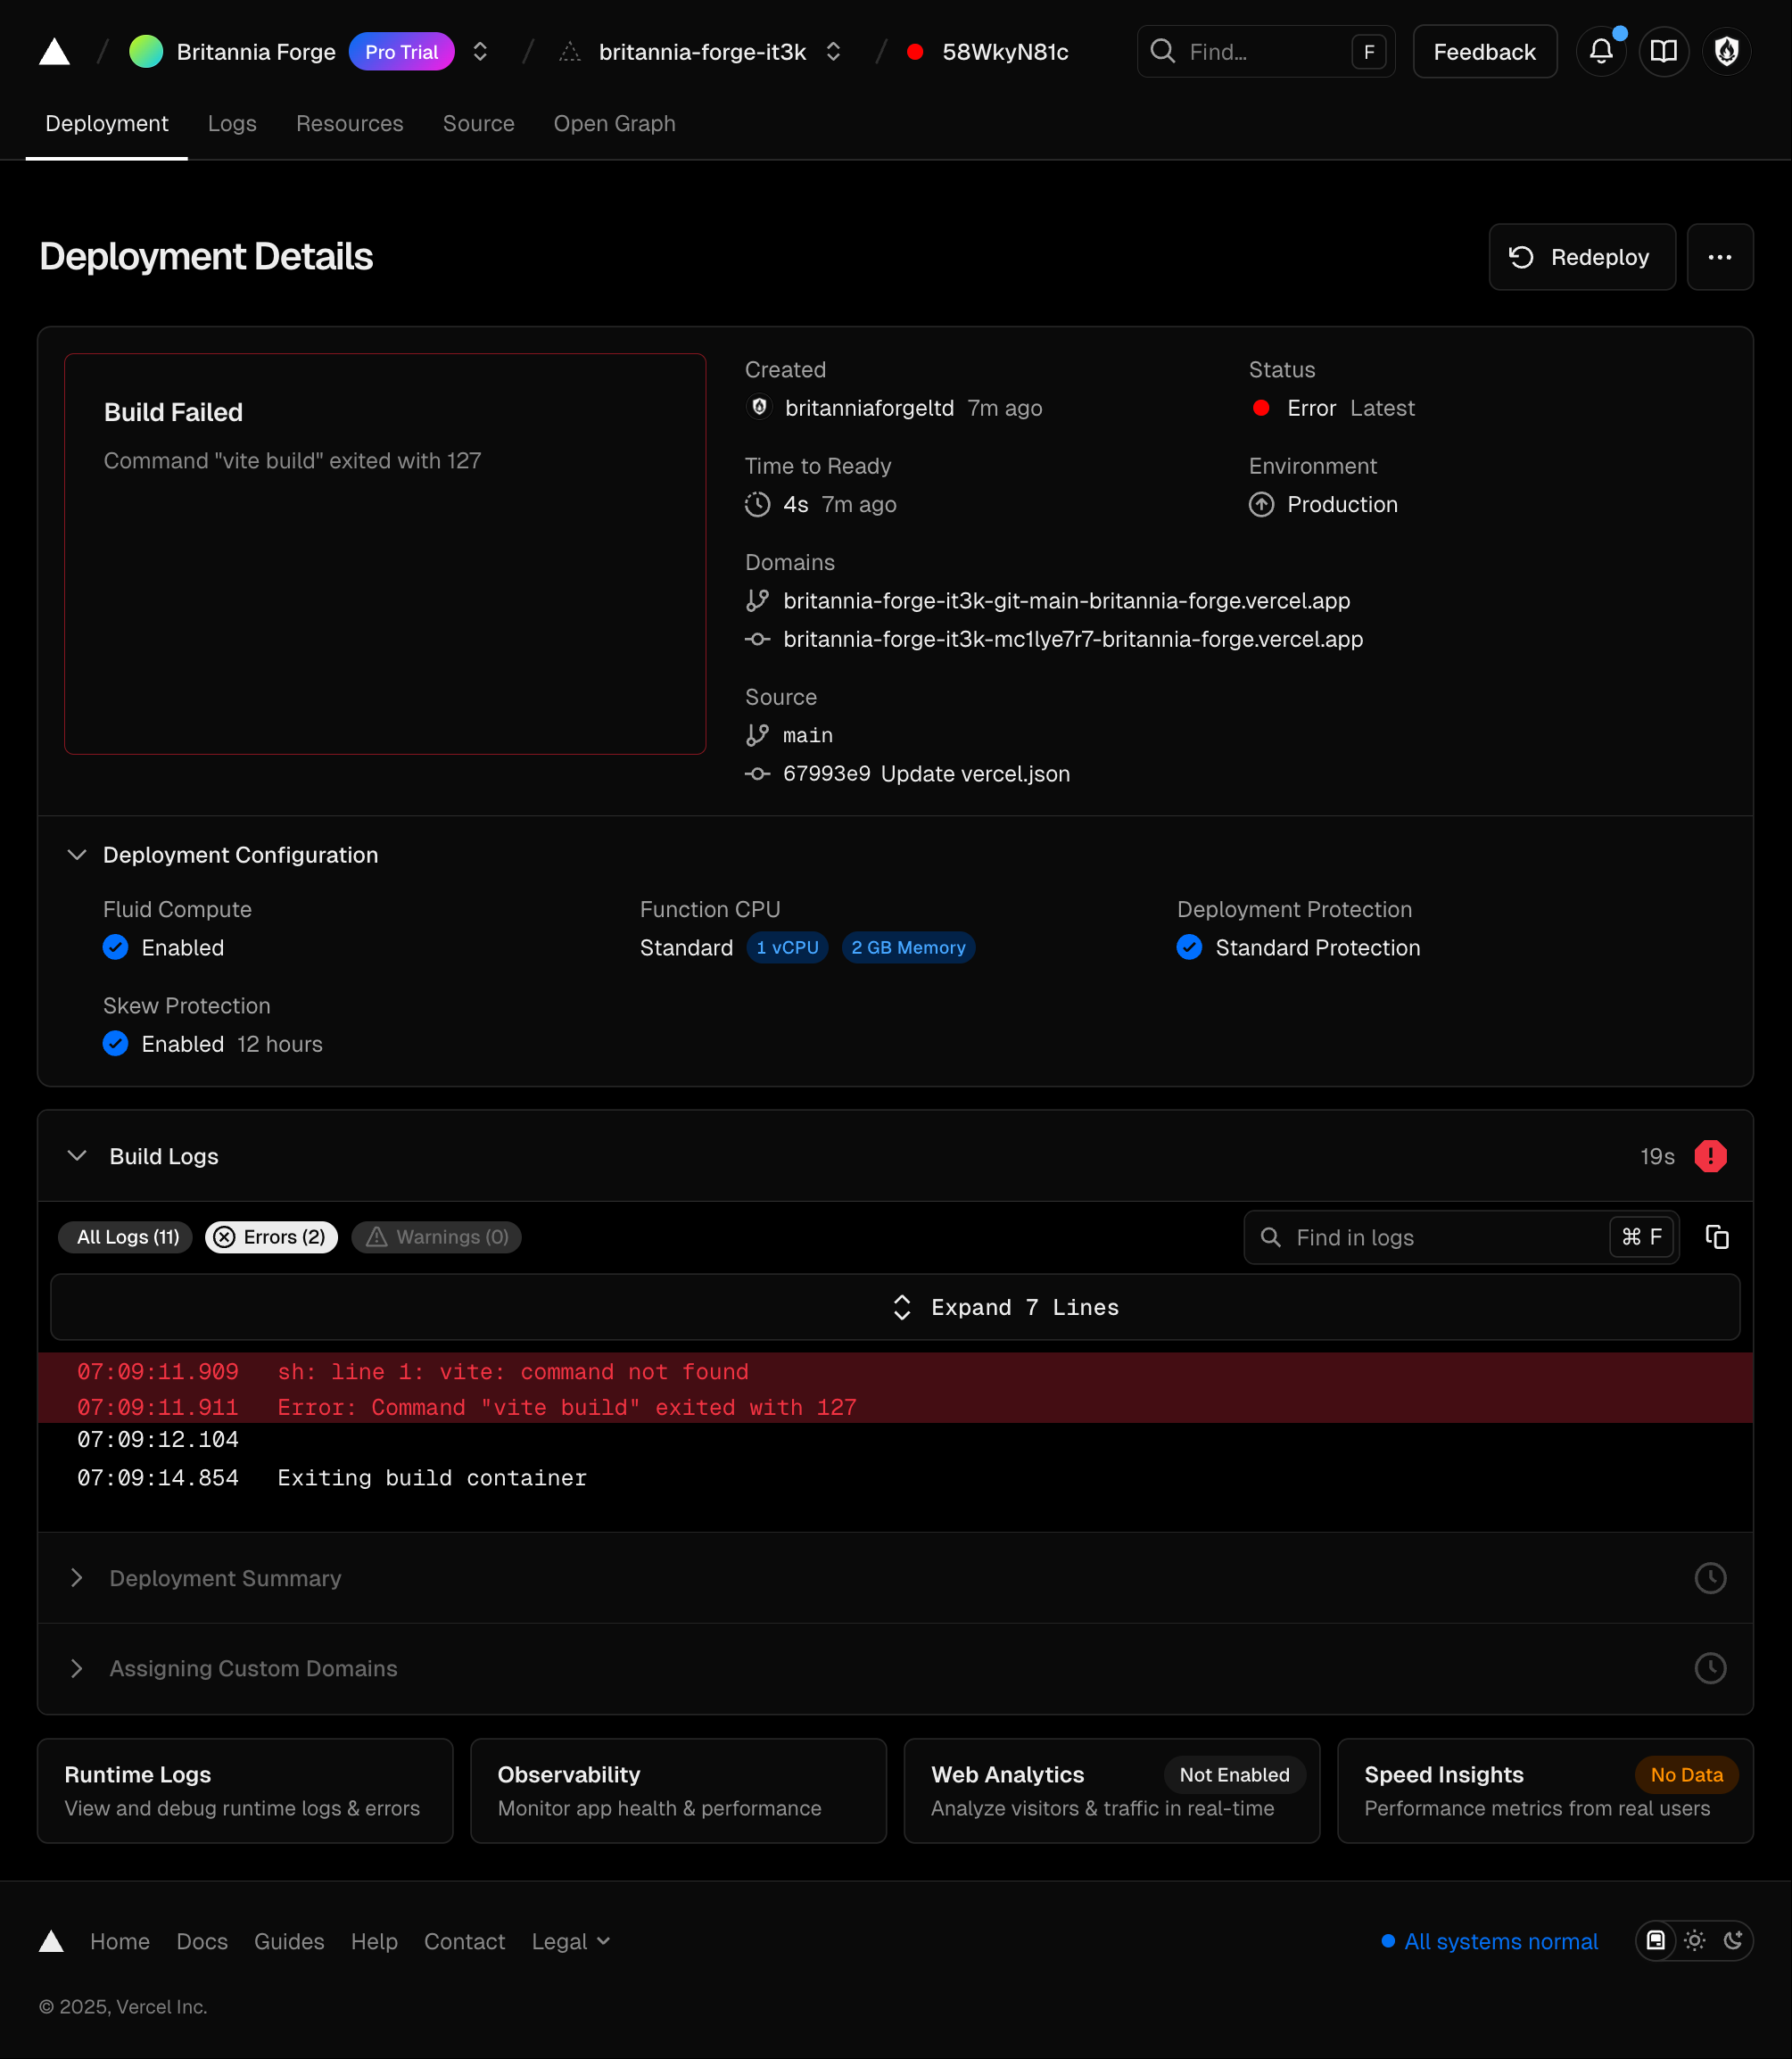 Britannia Forge Pro Trial britannia-forge-it3k 58WkyN81c Find... F Feedback
Deployment Logs Resources Source Open Graph
Deployment Details
Redeploy
Build Failed
Command "vite build" exited with 127
Created
britanniaforgeltd 7m ago
Status
Error Latest
Time to Ready
4s 7m ago
Environment
Production
Domains
britannia-forge-it3k-git-main-britannia-forge.vercel.app
britannia-forge-it3k-mc1lye7r7-britannia-forge.vercel.app
Source
main
67993e9 Update vercel.json
Deployment Configuration
Fluid Compute
Enabled
Function CPU
Standard 1 vCPU 2 GB Memory
Deployment Protection
Standard Protection
Skew Protection
Enabled 12 hours
Build Logs 19s
All Logs (11) Errors (2) Warnings (0) Find in logs ⌘ F
Expand 7 Lines
07:09:11.909 sh: line 1: vite: command not found
07:09:11.911 Error: Command "vite build" exited with 127
07:09:12.104
07:09:14.854 Exiting build container
Deployment Summary
Assigning Custom Domains
Runtime Logs
View and debug runtime logs & errors
Observability
Monitor app health & performance
Web Analytics Not Enabled
Analyze visitors & traffic in real-time
Speed Insights No Data
Performance metrics from real users
Home Docs Guides Help Contact Legal All systems normal
© 2025, Vercel Inc.